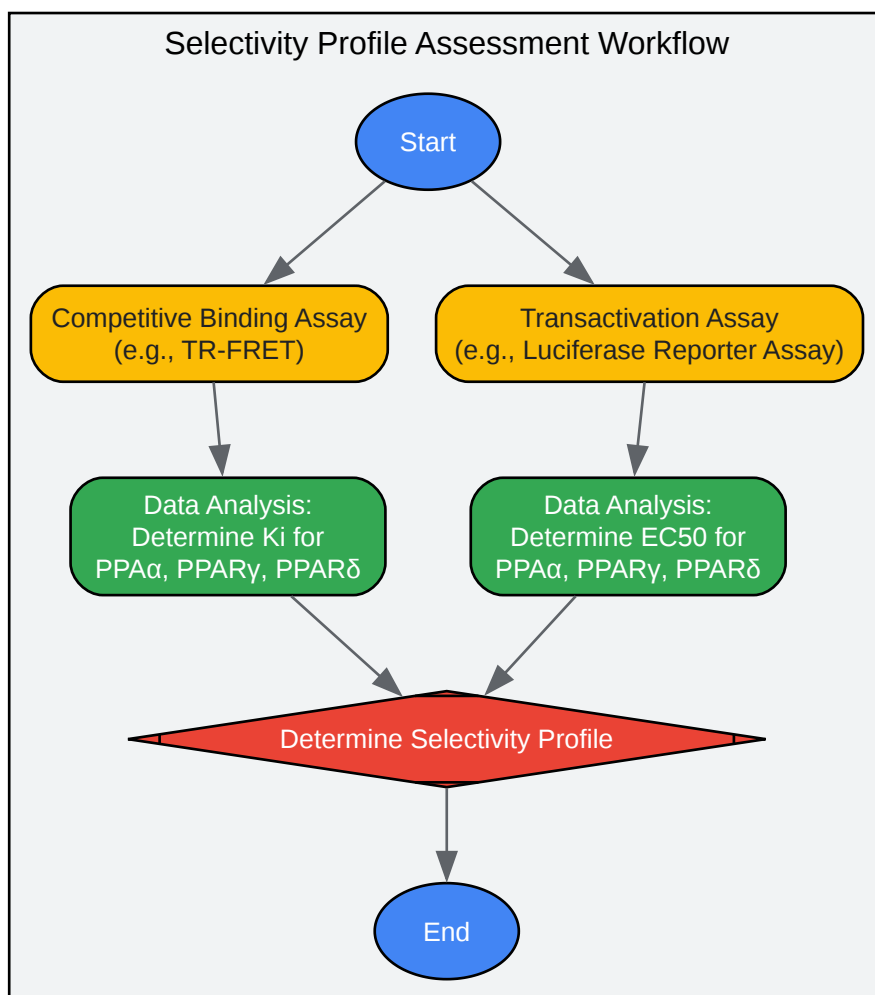 Selectivity Profile Assessment Workflow
Start
Competitive Binding Assay
(e.g., TR-FRET)
Transactivation Assay
(e.g., Luciferase Reporter Assay)
Data Analysis:
Determine Ki for
PPAα, PPARγ, PPARδ
Data Analysis:
Determine EC50 for
PPAα, PPARγ, PPARδ
Determine Selectivity Profile
End